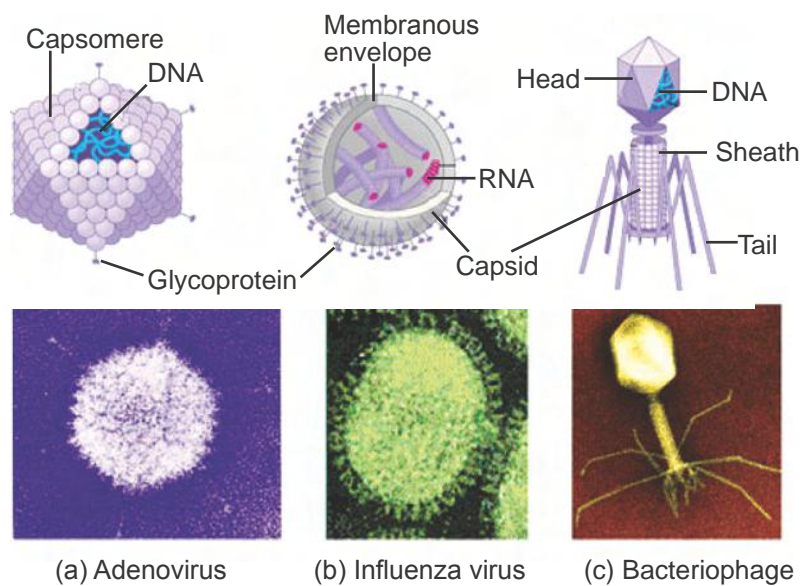 Capsomere
DNA
Membranous
envelope
Head
DNA
Sheath
RNA
Glycoprotein
Capsid
Tail
(a) Adenovirus
(b) Influenza virus
(c) Bacteriophage